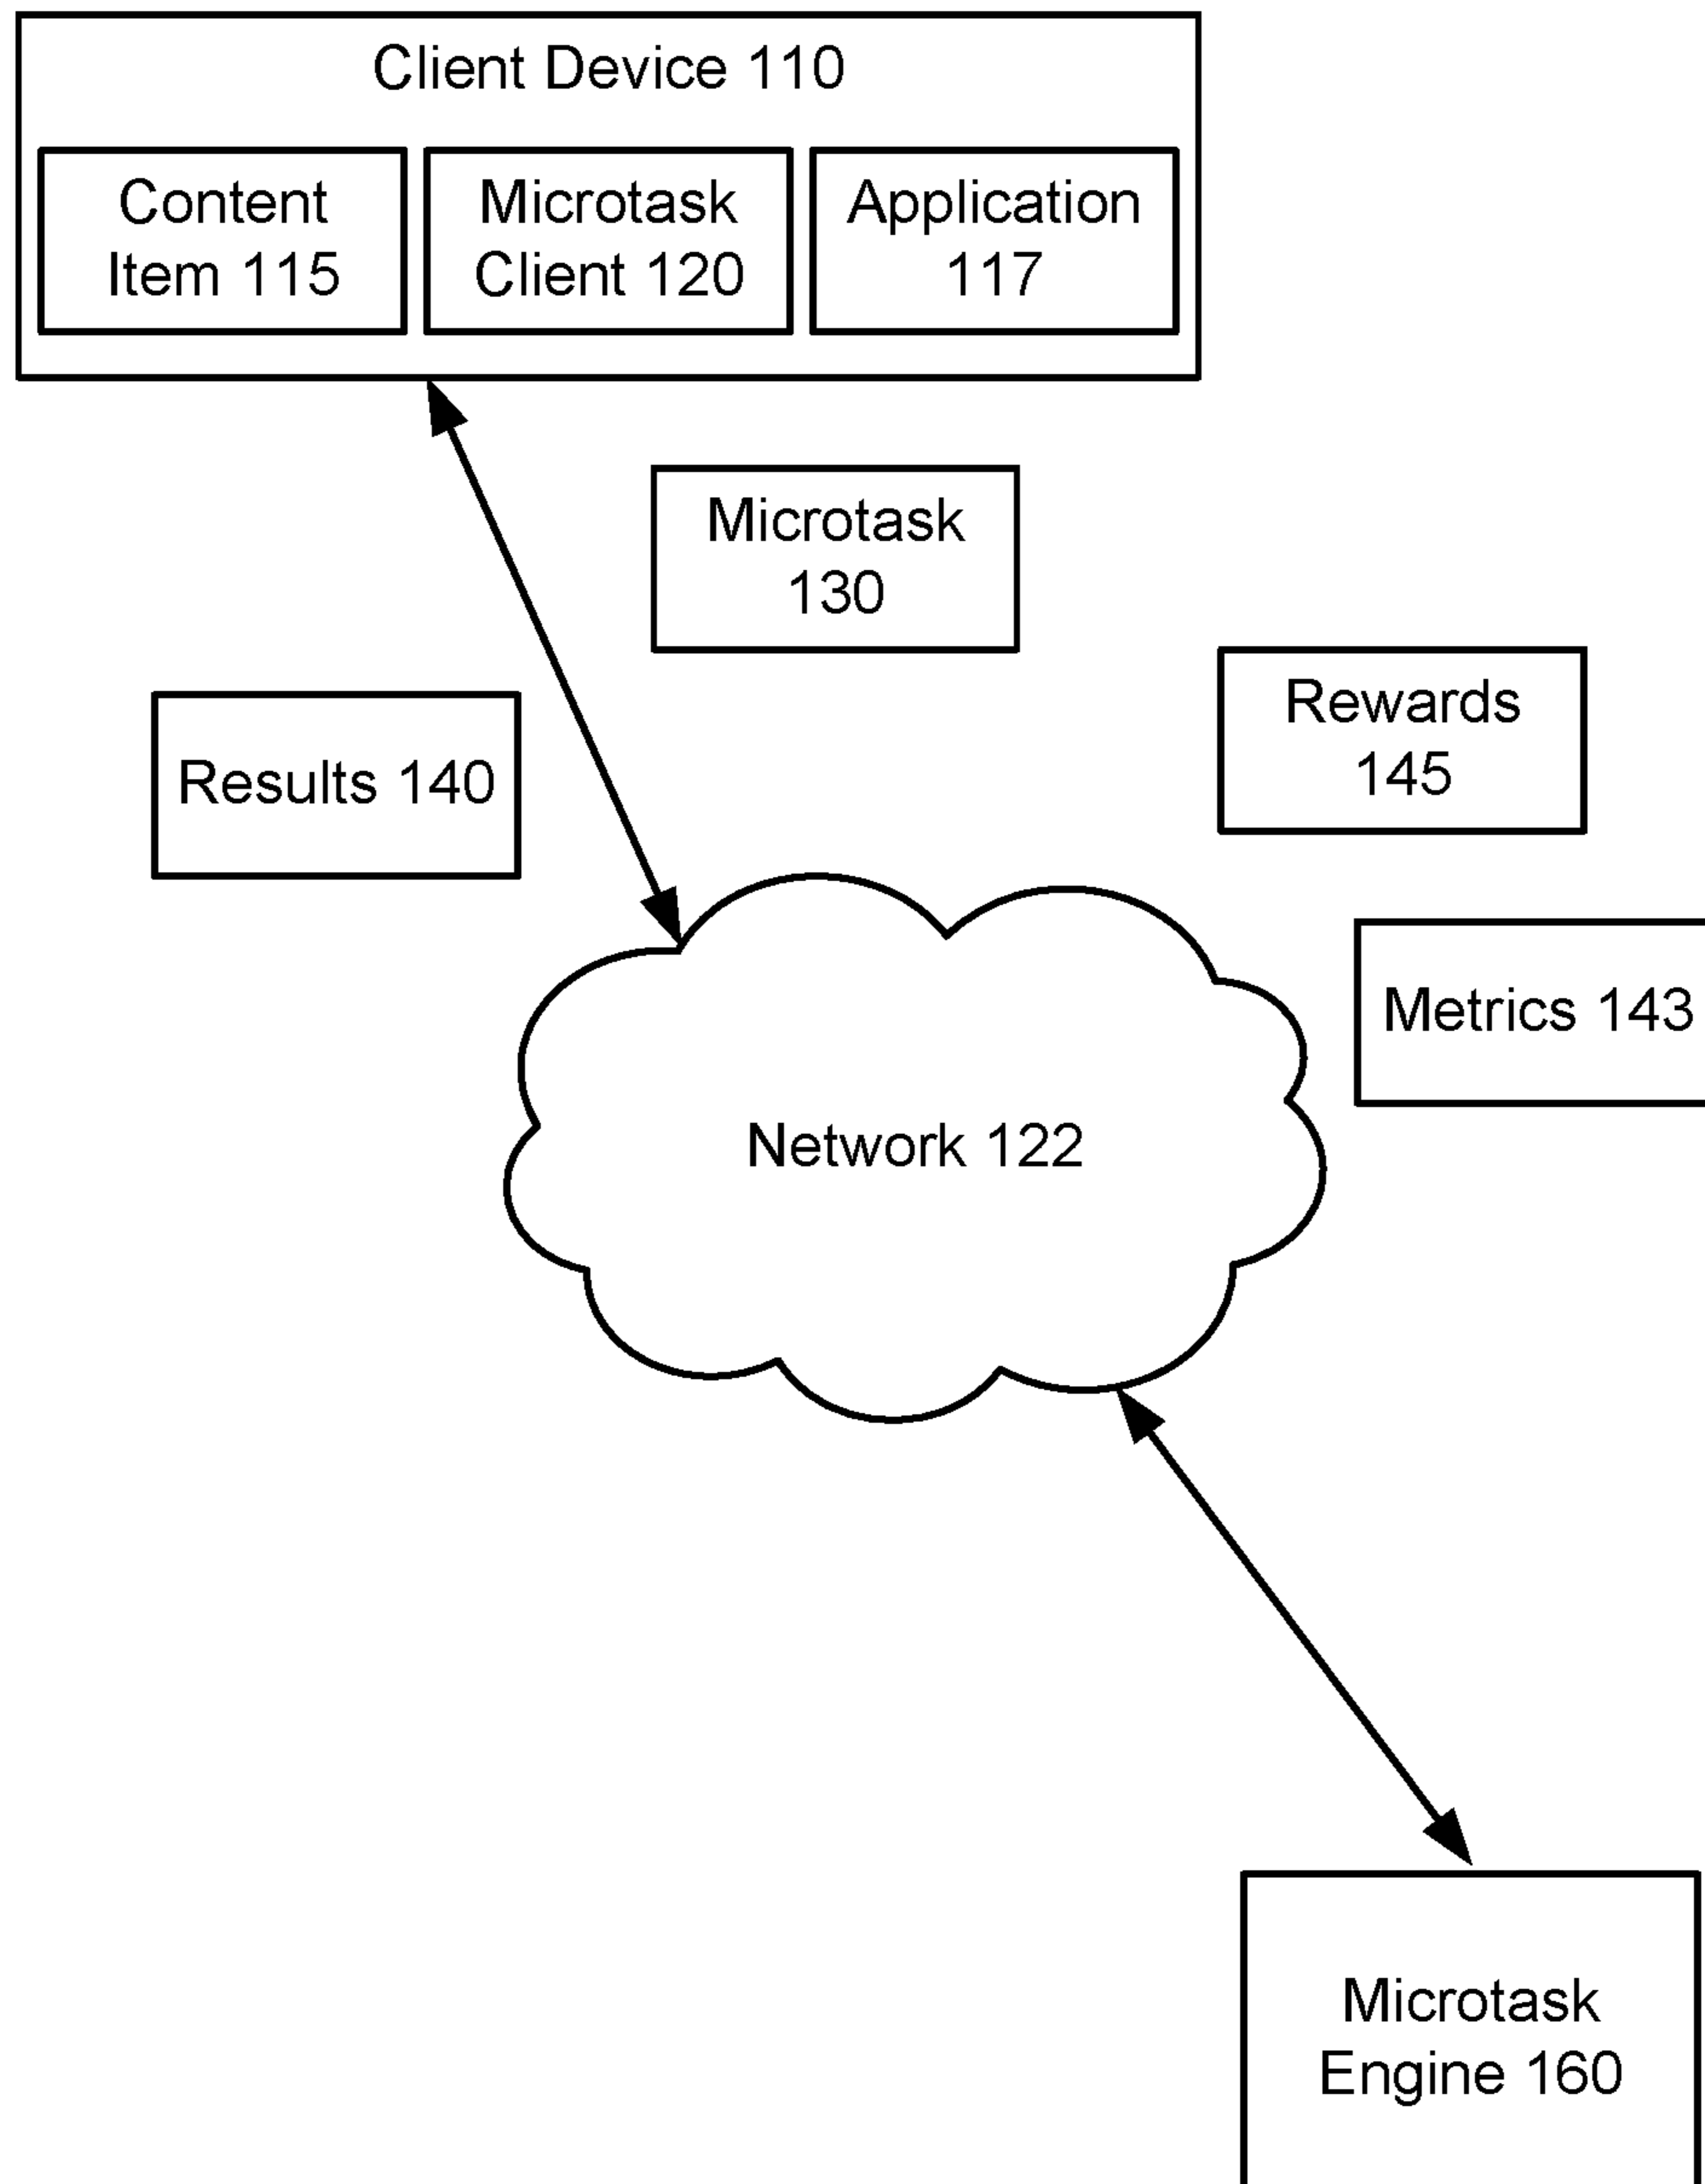 Client Device 110
Content
Item 115
Microtask
Client 120
Application
117
Microtask
130
Rewards
145
Results 140
Metrics 143
Network 122
Microtask
Engine 160